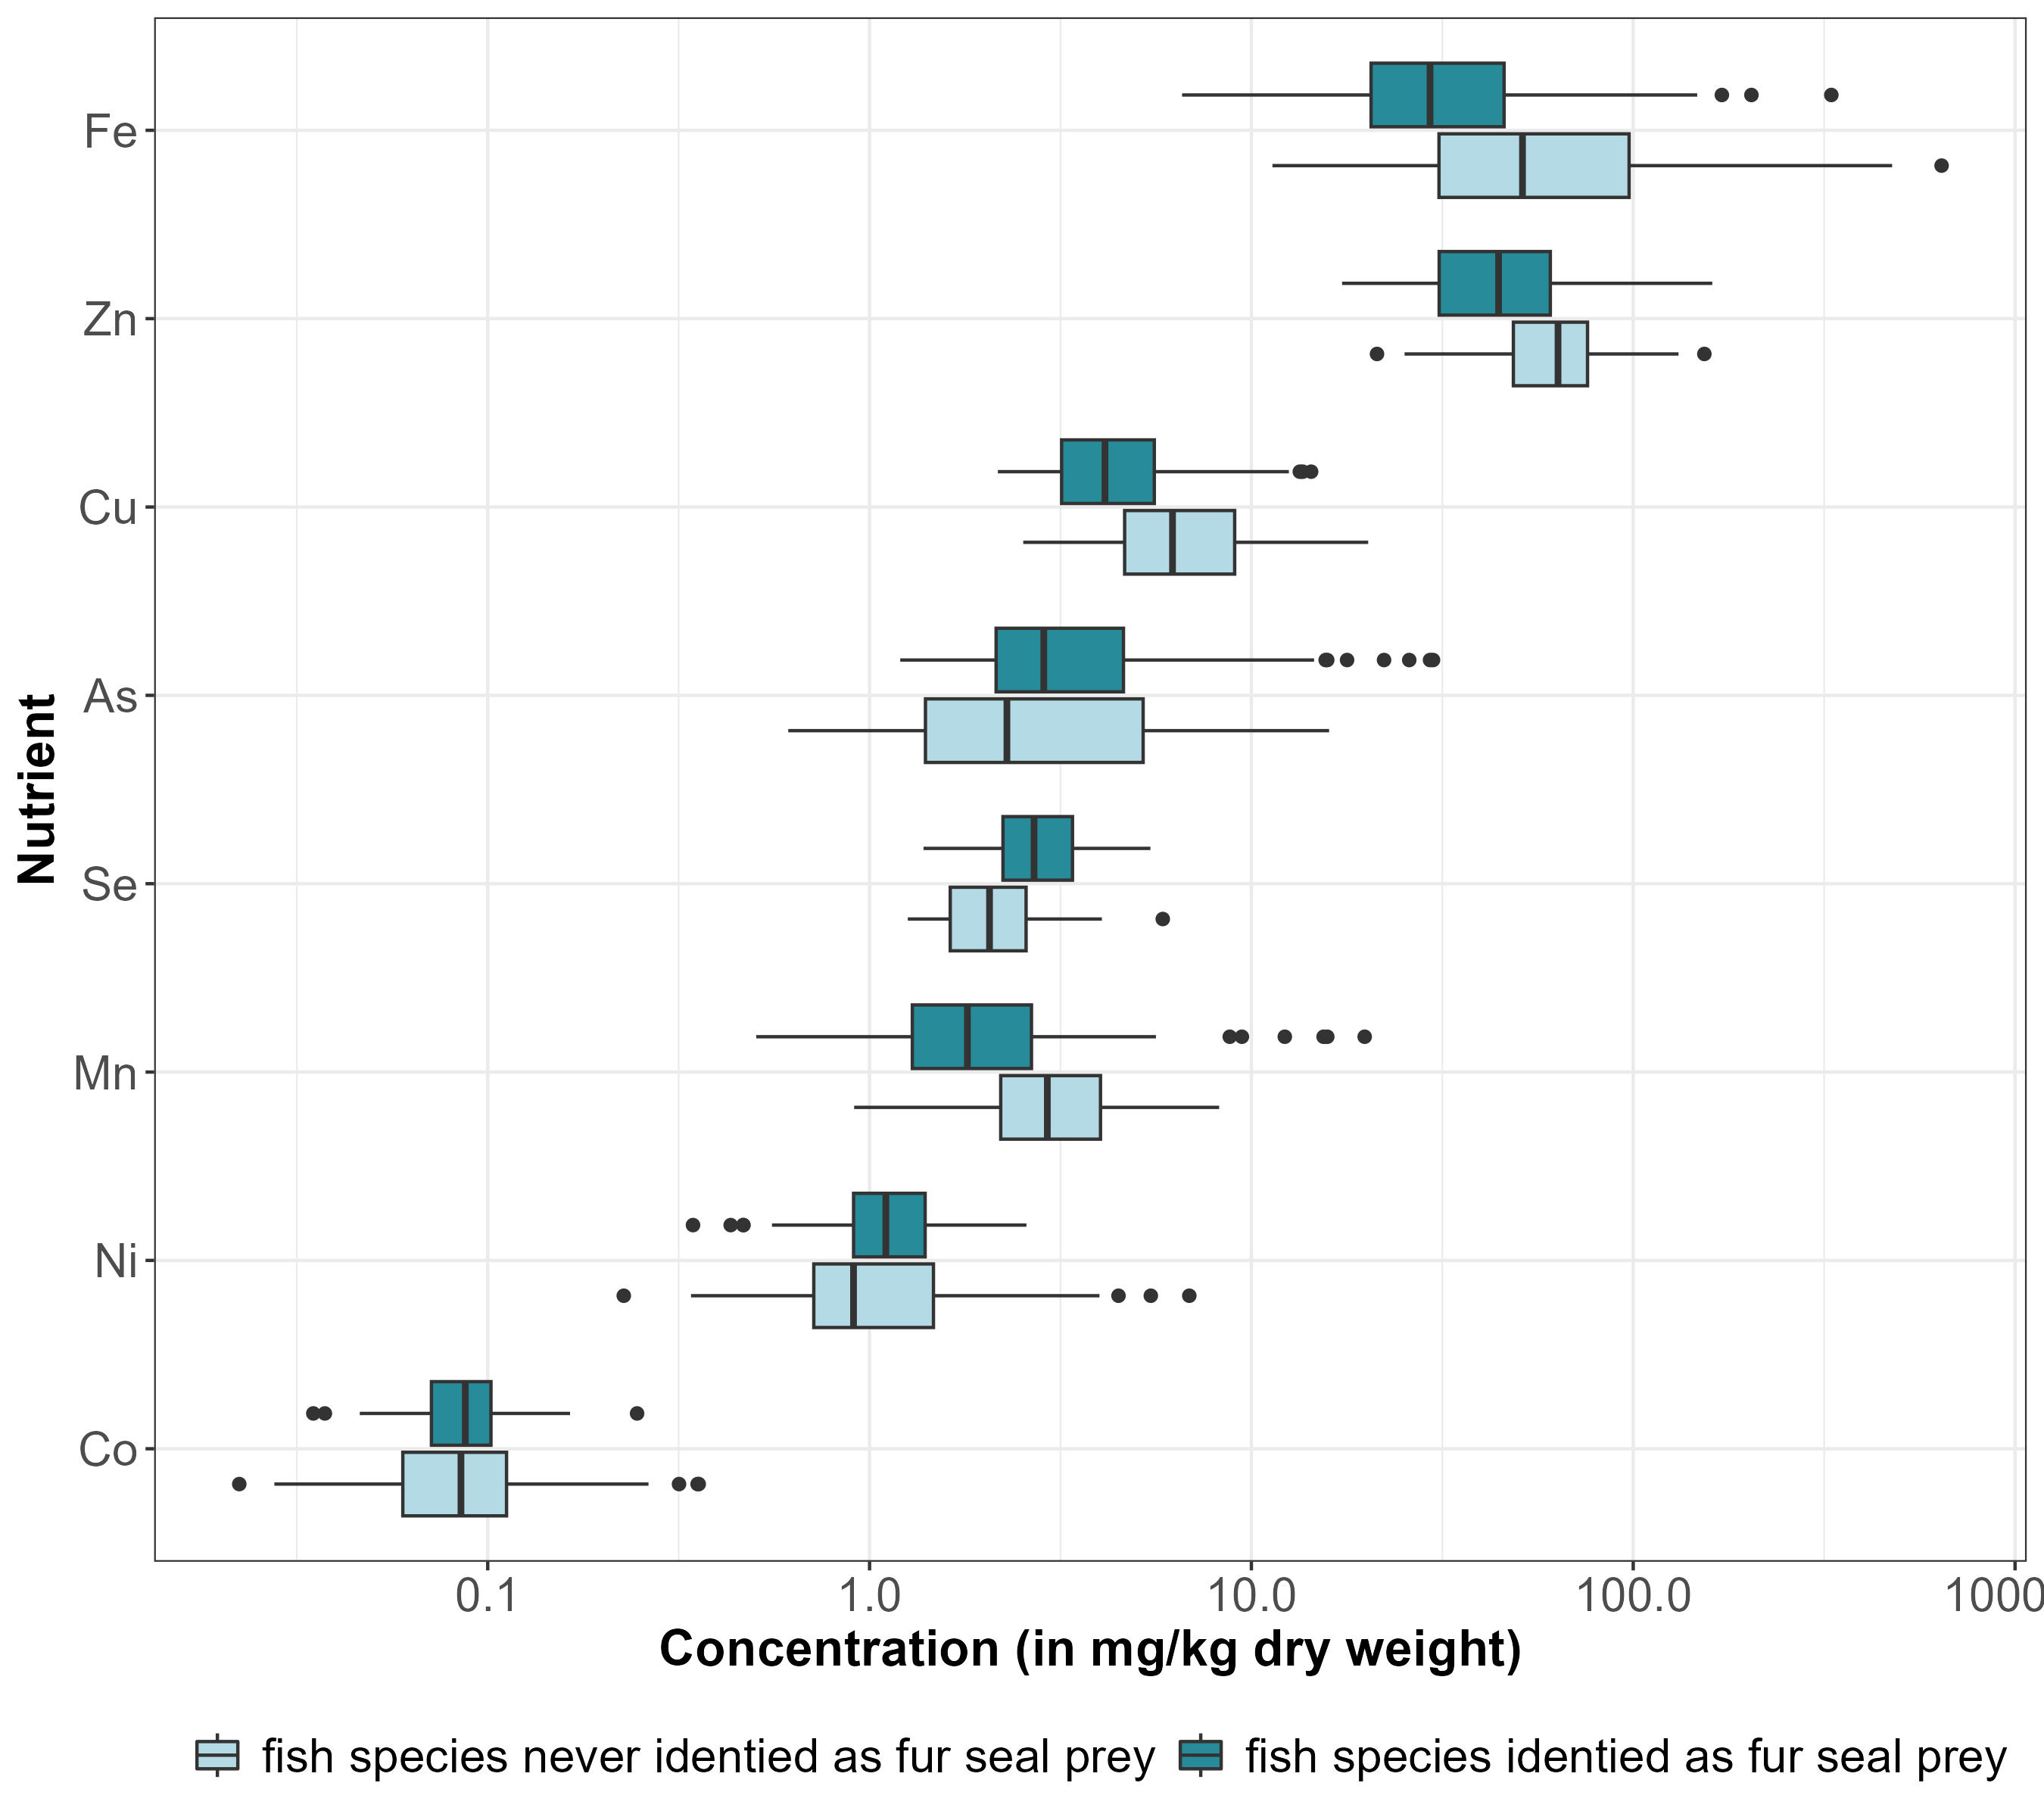 Fe
Zn
Cu
As
Se
Mn
Ni
Co
Nutrient
0.1 1.0 10.0 100.0 1000
Concentration (in mg/kg dry weight)
fish species never identied as fur seal prey fish species identied as fur seal prey